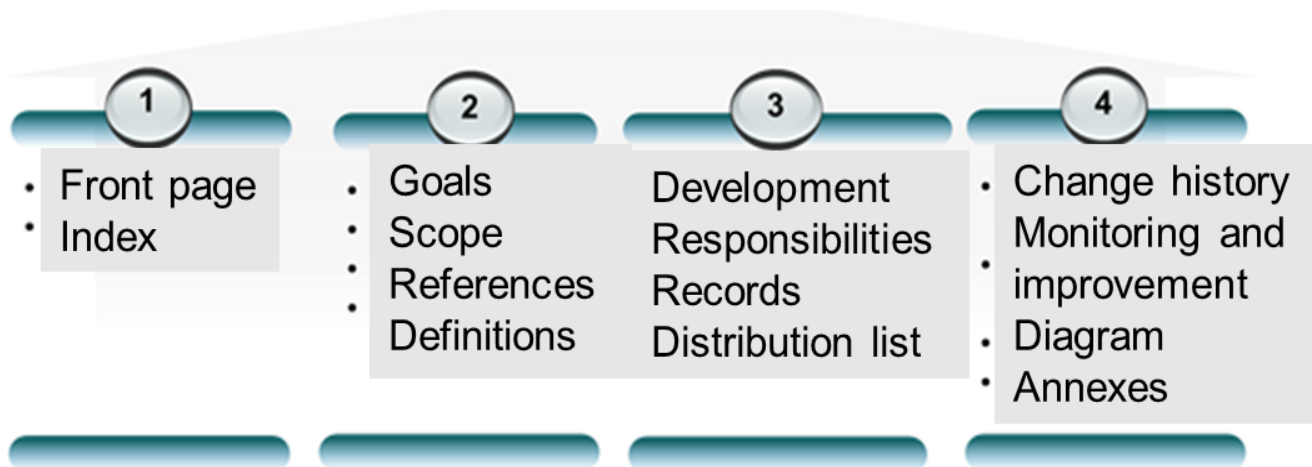 1
• Front page
• Index
2
• Goals
• Scope
• References
• Definitions
3
Development
Responsibilities
Records
Distribution list
4
• Change history
• Monitoring and
improvement
• Diagram
• Annexes